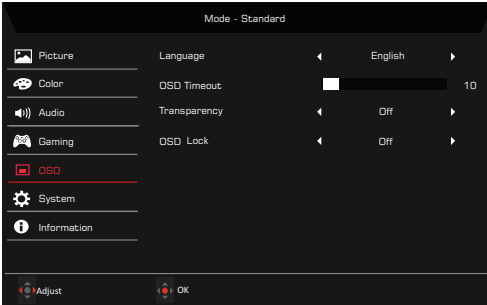 Mode - Standard
Picture
Language English
Color
OSD Timeout 10
Audio
Transparency Off
Gaming
OSD Lock Off
OSD
System
Information
Adjust OK